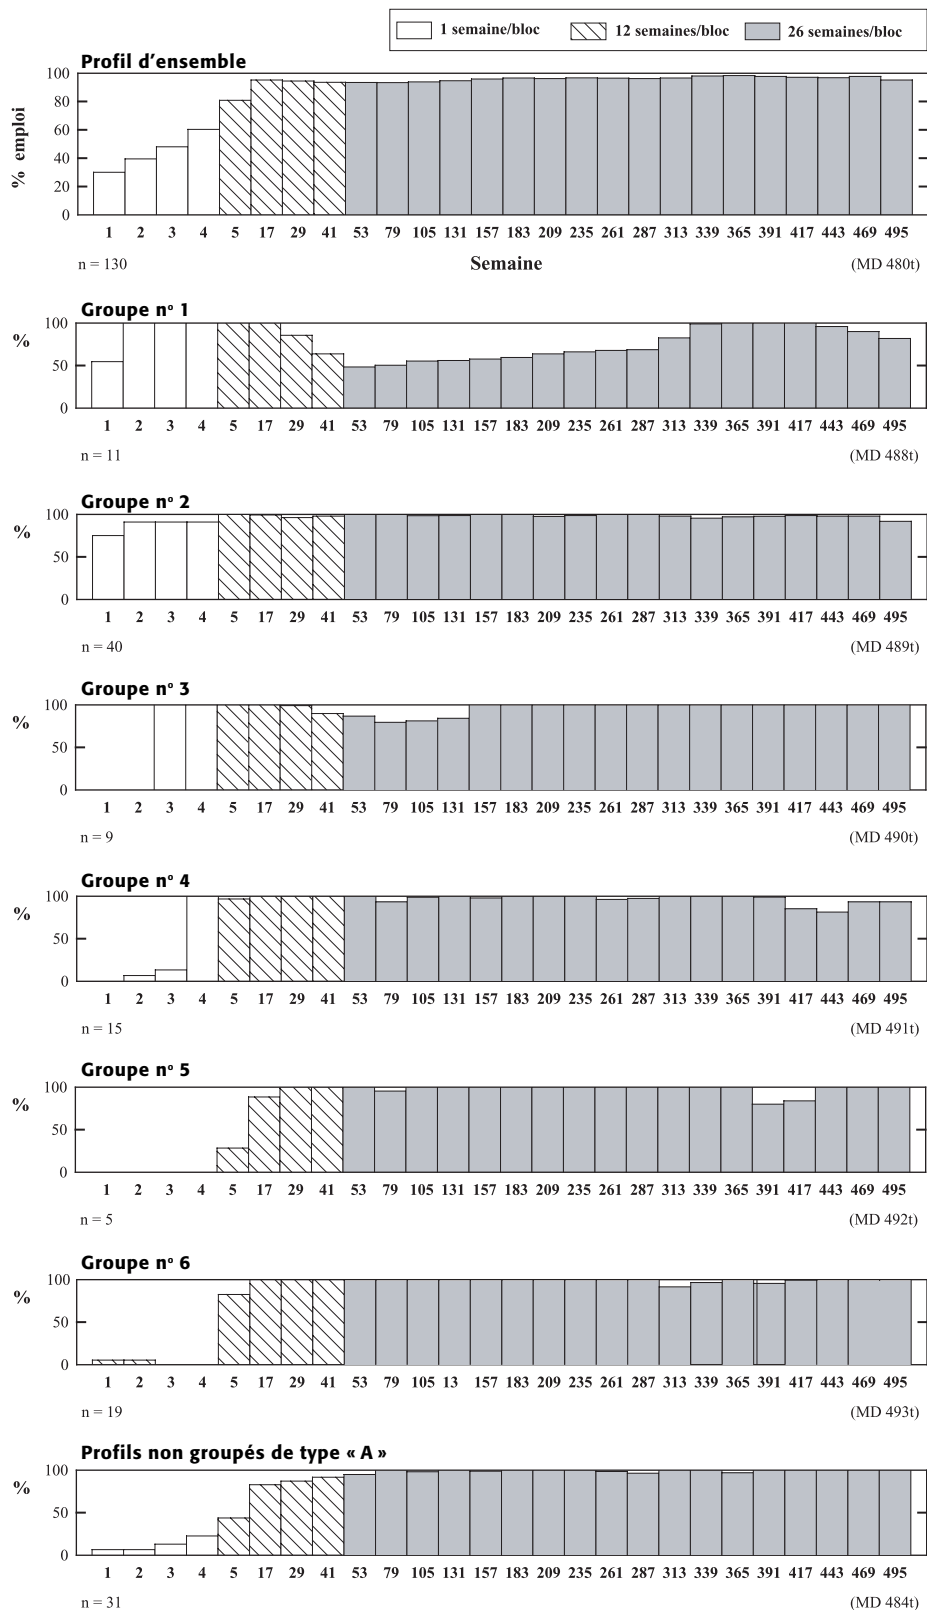 1 semaine/bloc 12 semaines/bloc 26 semaines/bloc
Profil d'ensemble
% emploi
100
80
60
40
20
0
1 2 3 4 5 17 29 41 53 79 105 131 157 183 209 235 261 287 313 339 365 391 417 443 469 495
n = 130 Semaine (MD 480t)
Groupe nº 1
%
100
50
0
1 2 3 4 5 17 29 41 53 79 105 131 157 183 209 235 261 287 313 339 365 391 417 443 469 495
n = 11 (MD 488t)
Groupe nº 2
%
100
50
0
1 2 3 4 5 17 29 41 53 79 105 131 157 183 209 235 261 287 313 339 365 391 417 443 469 495
n = 40 (MD 489t)
Groupe nº 3
%
100
50
0
1 2 3 4 5 17 29 41 53 79 105 131 157 183 209 235 261 287 313 339 365 391 417 443 469 495
n = 9 (MD 490t)
Groupe nº 4
%
100
50
0
1 2 3 4 5 17 29 41 53 79 105 131 157 183 209 235 261 287 313 339 365 391 417 443 469 495
n = 15 (MD 491t)
Groupe nº 5
%
100
50
0
1 2 3 4 5 17 29 41 53 79 105 131 157 183 209 235 261 287 313 339 365 391 417 443 469 495
n = 5 (MD 492t)
Groupe nº 6
%
100
50
0
1 2 3 4 5 17 29 41 53 79 105 13 157 183 209 235 261 287 313 339 365 391 417 443 469 495
n = 19 (MD 493t)
Profils non groupés de type « A »
%
100
50
0
1 2 3 4 5 17 29 41 53 79 105 131 157 183 209 235 261 287 313 339 365 391 417 443 469 495
n = 31 (MD 484t)